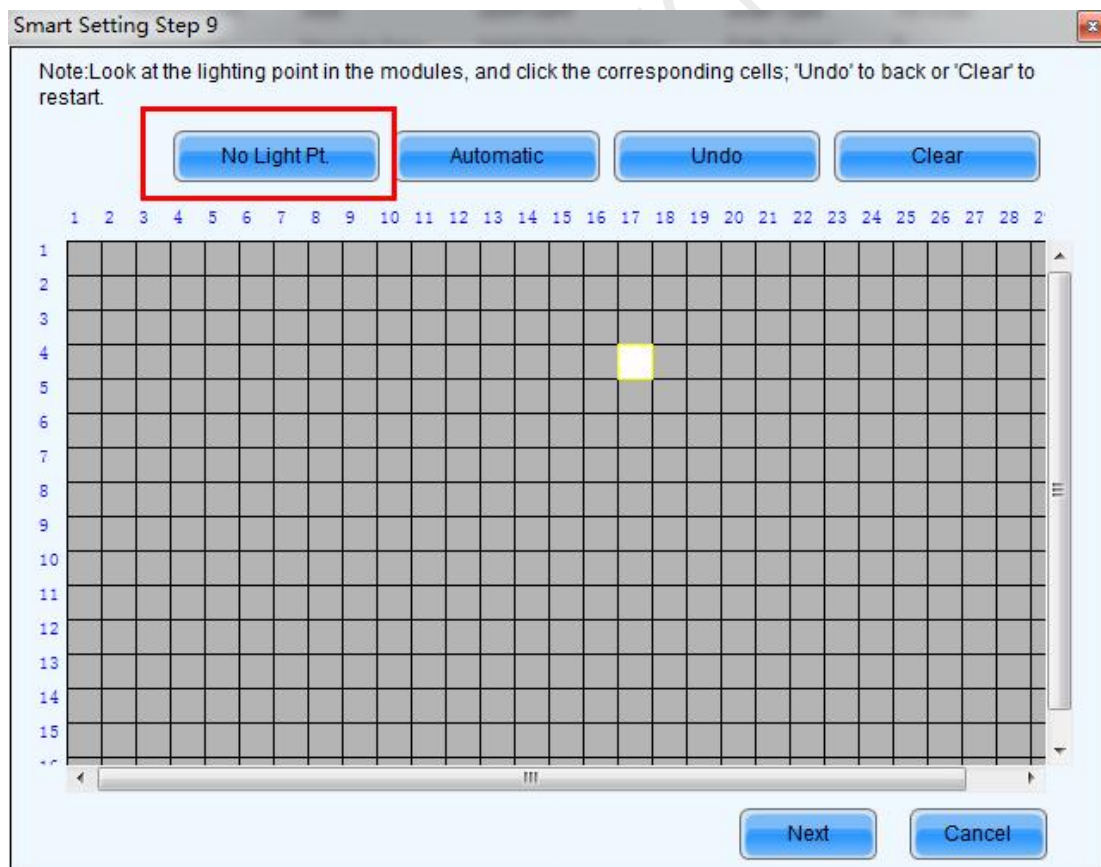 Smart Setting Step 9
Note:Look at the lighting point in the modules, and click the corresponding cells; 'Undo' to back or 'Clear' to
restart.
No Light Pt. Automatic Undo Clear
1 2 3 4 5 6 7 8 9 10 11 12 13 14 15 16 17 18 19 20 21 22 23 24 25 26 27 28
1
2
3
4
5
6
7
8
9
10
11
12
13
14
15
Next Cancel